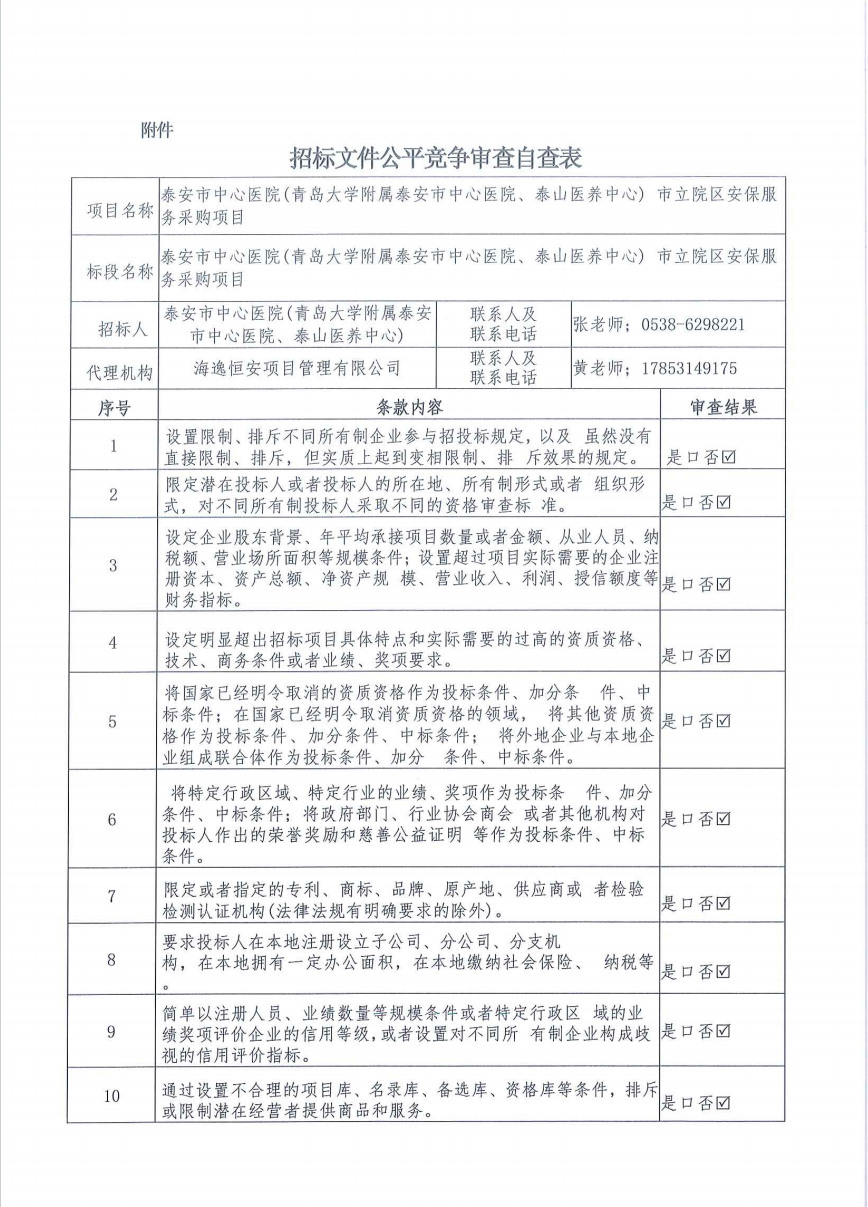 附件
招标文件公平竞争审查自查表
项目名称
泰安市中心医院(青岛大学附属泰安市中心医院、泰山医养中心) 市立院区安保服
务采购项目
标段名称
泰安市中心医院(青岛大学附属泰安市中心医院、泰山医养中心) 市立院区安保服
务采购项目
招标人
泰安市中心医院(青岛大学附属泰安
市中心医院、泰山医养中心)
联系人及
联系电话
张老师; 0538-6298221
代理机构
海逸恒安项目管理有限公司
联系人及
联系电话
黄老师; 17853149175
序号 条款内容 审查结果
1
设置限制、排斥不同所有制企业参与招投标规定, 以及 虽然没有
直接限制、排斥, 但实质上起到变相限制、排 斥效果的规定。
是口否☑
2
限定潜在投标人或者投标人的所在地、所有制形式或者 组织形
式, 对不同所有制投标人采取不同的资格审查标 准。
是口否☑
3
设定企业股东背景、年平均承接项目数量或者金额、从业人员、纳
税额、营业场所面积等规模条件; 设置超过项目实际需要的企业注
册资本、资产总额、净资产规 模、营业收入、利润、授信额度等
财务指标。
是口否☑
4
设定明显超出招标项目具体特点和实际需要的过高的资质资格、
技术、商务条件或者业绩、奖项要求。
是口否☑
5
将国家已经明令取消的资质资格作为投标条件、加分条 件、中
标条件; 在国家已经明令取消资质资格的领域, 将其他资质资
格作为投标条件、加分条件、中标条件; 将外地企业与本地企
业组成联合体作为投标条件、加分 条件、中标条件。
是口否☑
6
将特定行政区域、特定行业的业绩、奖项作为投标条 件、加分
条件、中标条件; 将政府部门、行业协会商会 或者其他机构对
投标人作出的荣誉奖励和慈善公益证明 等作为投标条件、中标
条件。
是口否☑
7
限定或者指定的专利、商标、品牌、原产地、供应商或 者检验
检测认证机构(法律法规有明确要求的除外)。
是口否☑
8
要求投标人在本地注册设立子公司、分公司、分支机
构, 在本地拥有一定办公面积, 在本地缴纳社会保险、 纳税等
。
是口否☑
9
简单以注册人员、业绩数量等规模条件或者特定行政区 域的业
绩奖项评价企业的信用等级, 或者设置对不同所 有制企业构成歧
视的信用评价指标。
是口否☑
10
通过设置不合理的项目库、名录库、备选库、资格库等条件, 排斥
或限制潜在经营者提供商品和服务。
是口否☑